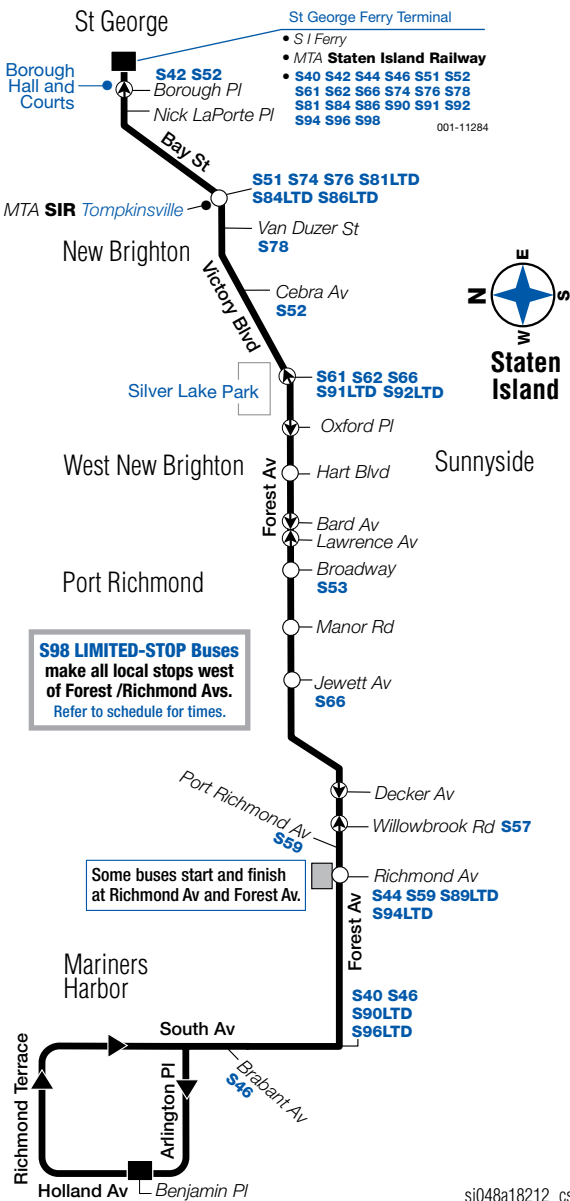 St George
St George Ferry Terminal
• S I Ferry
• MTA Staten Island Railway
• S40 S42 S44 S46 S51 S52
S61 S62 S66 S74 S76 S78
S81 S84 S86 S90 S91 S92
S94 S96 S98
001-11284
Borough
Hall and
Courts
S42 S52
Borough Pl
Nick LaPorte Pl
Bay St
S51 S74 S76 S81LTD
S84LTD S86LTD
MTA SIR Tompkinsville
Van Duzer St
S78
New Brighton
Victory Blvd
Cebra Av
S52
N
E
S
W
Staten
Island
Silver Lake Park
S61 S62 S66
S91LTD S92LTD
Oxford Pl
West New Brighton
Forest Av
Hart Blvd
Sunnyside
Bard Av
Lawrence Av
Broadway
S53
Port Richmond
Manor Rd
S98 LIMITED-STOP Buses
make all local stops west
of Forest /Richmond Avs.
Refer to schedule for times.
Jewett Av
S66
Port Richmond Av
S59
Decker Av
Willowbrook Rd S57
Some buses start and finish
at Richmond Av and Forest Av.
Richmond Av
S44 S59 S89LTD
S94LTD
Forest Av
Mariners
Harbor
S40 S46
S90LTD
S96LTD
South Av
Brabant Av
S46
Richmond Terrace
Arlington Pl
Holland Av
Benjamin Pl
si048a18212 cs